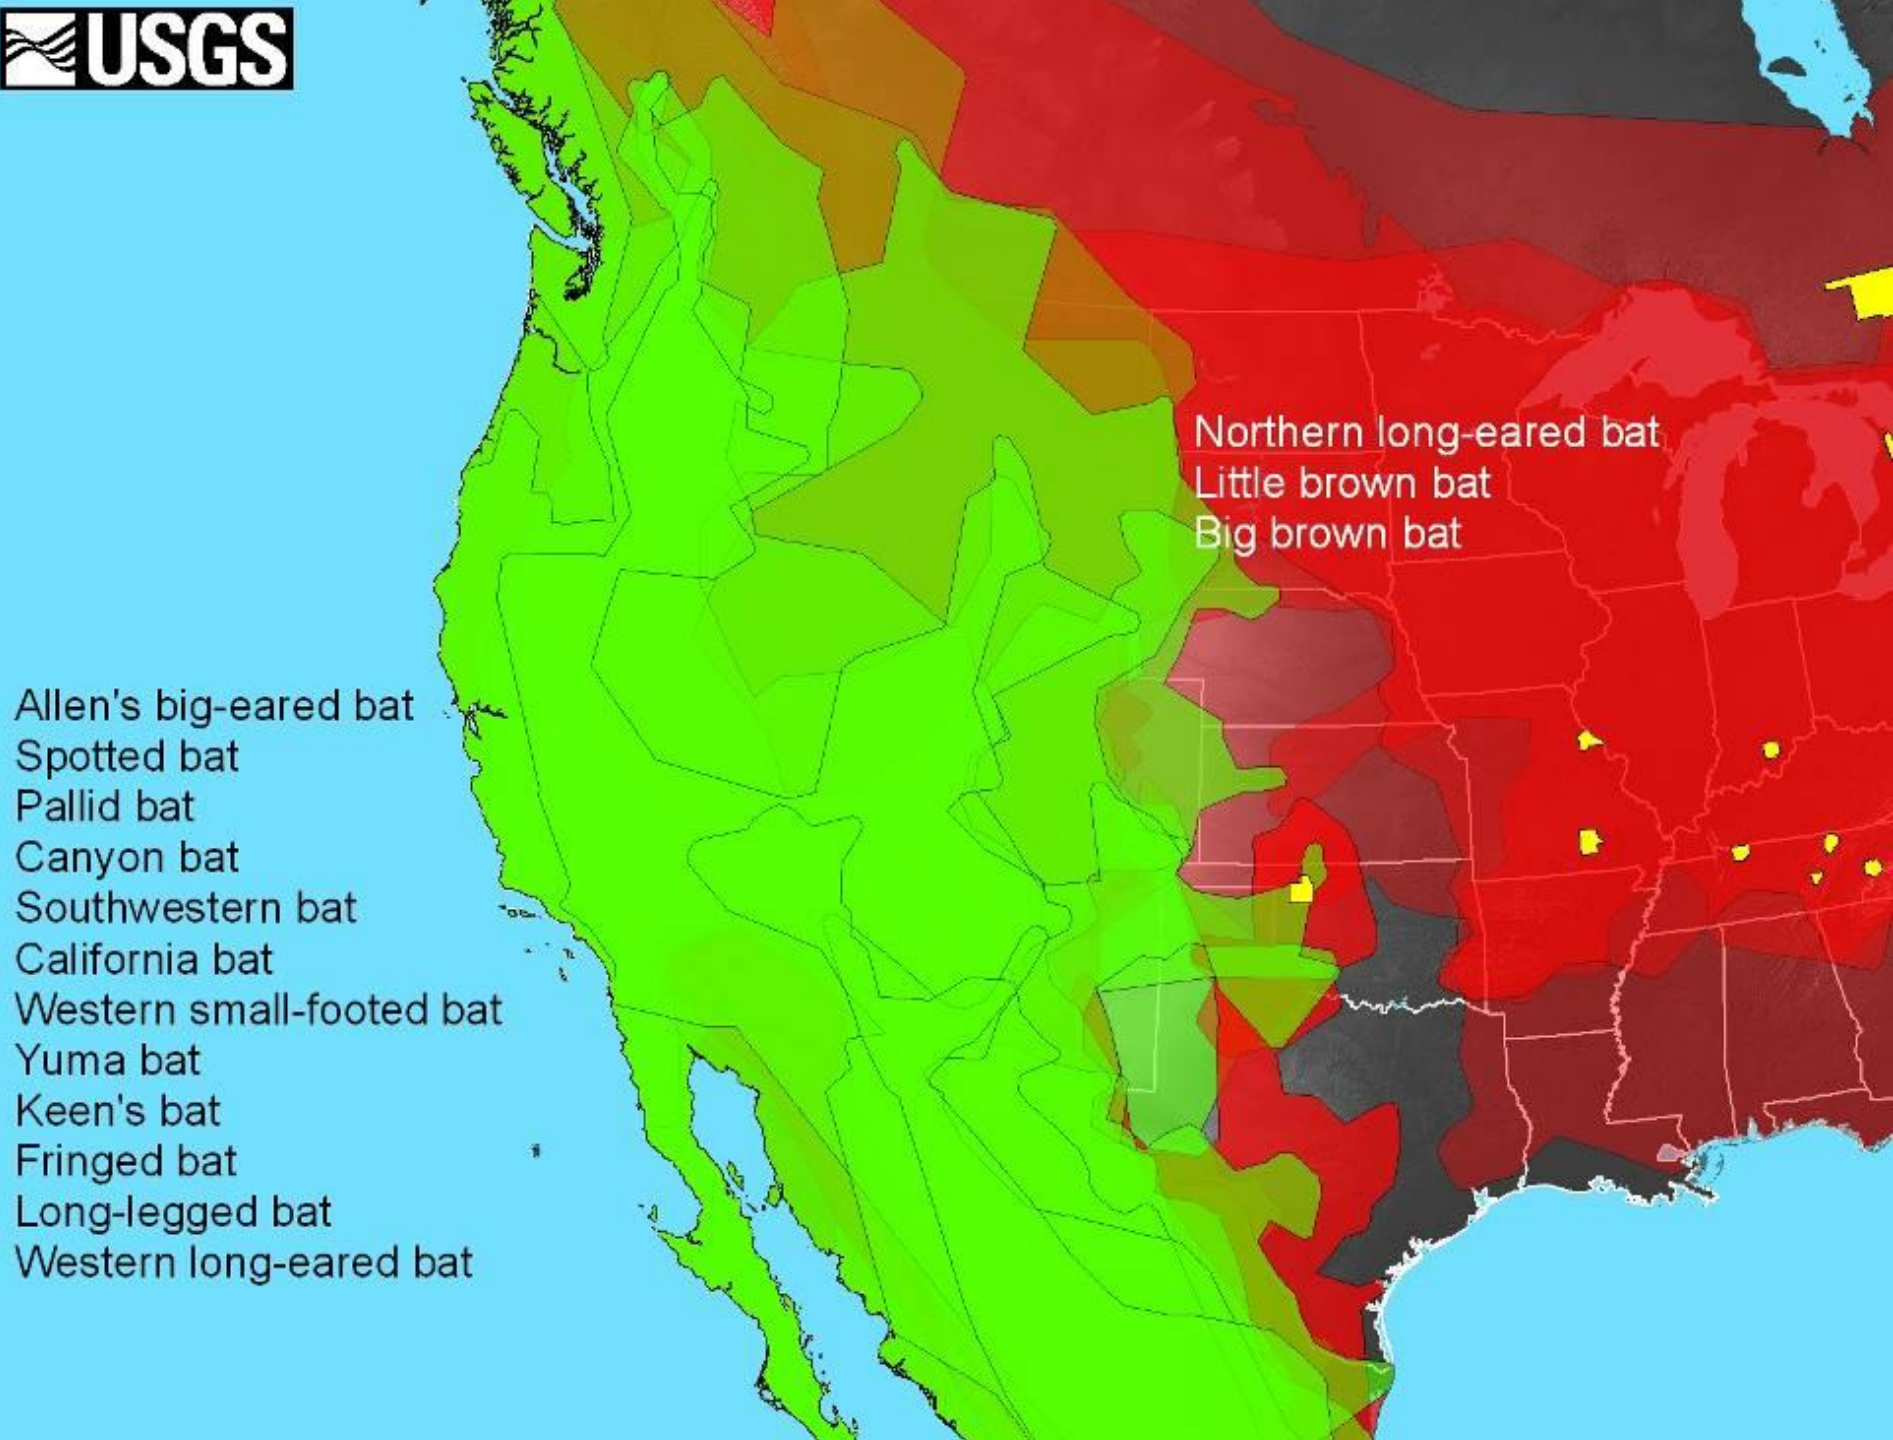 USGS
Northern long-eared bat
Little brown bat
Big brown bat
Allen's big-eared bat
Spotted bat
Pallid bat
Canyon bat
Southwestern bat
California bat
Western small-footed bat
Yuma bat
Keen's bat
Fringed bat
Long-legged bat
Western long-eared bat